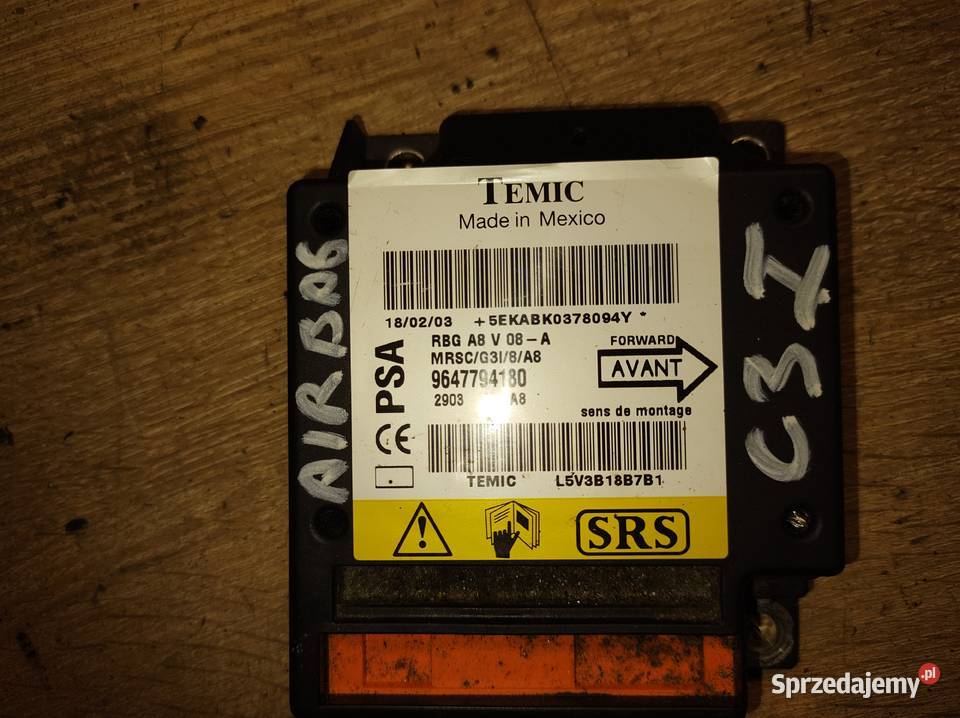 TEMIC
Made in Mexico
18/02/03 +5EKABK0378094Y *
RBG A8 V 08-A
MRSC/G3I/8/A8
9647794180
2903 A8
PSA
CE
FORWARD
AVANT
sens de montage
TEMIC L5V3B18B7B1
SRS
AIRBAG
C3 I
Sprzedajemy.pl